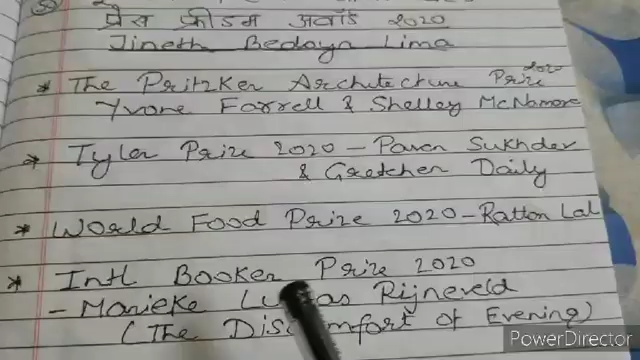 प्रेस फ्रीडम अवॉर्ड 2020
Jineth Bedoya Lima
* The Pritzker Architecture Prize 2020
Yvone Farrell & Shelley McNamara
* Tyler Prize 2020 - Pavan Sukhdev
& Gretchen Daily
* World Food Prize 2020 - Rattan Lal
* Intl Booker Prize 2020
- Marieke Rijneveld
(The of Evening)
PowerDirector